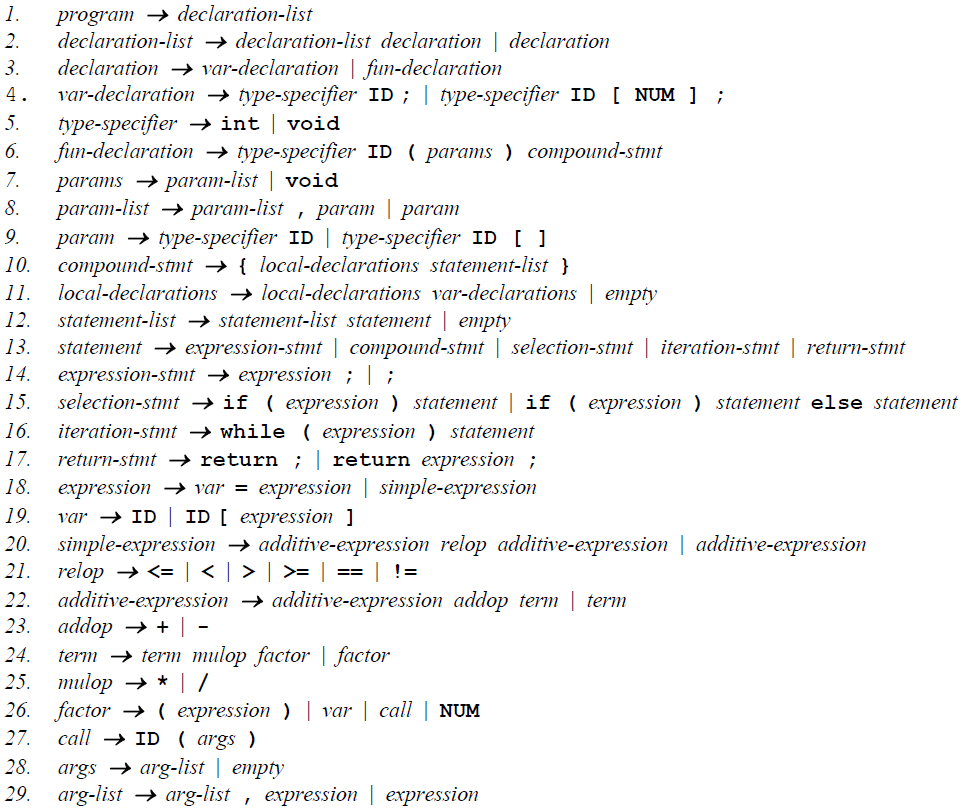 1. program → declaration-list
2. declaration-list → declaration-list declaration | declaration
3. declaration → var-declaration | fun-declaration
4. var-declaration → type-specifier ID ; | type-specifier ID [ NUM ] ;
5. type-specifier → int | void
6. fun-declaration → type-specifier ID ( params ) compound-stmt
7. params → param-list | void
8. param-list → param-list , param | param
9. param → type-specifier ID | type-specifier ID [ ]
10. compound-stmt → { local-declarations statement-list }
11. local-declarations → local-declarations var-declarations | empty
12. statement-list → statement-list statement | empty
13. statement → expression-stmt | compound-stmt | selection-stmt | iteration-stmt | return-stmt
14. expression-stmt → expression ; | ;
15. selection-stmt → if ( expression ) statement | if ( expression ) statement else statement
16. iteration-stmt → while ( expression ) statement
17. return-stmt → return ; | return expression ;
18. expression → var = expression | simple-expression
19. var → ID | ID [ expression ]
20. simple-expression → additive-expression relop additive-expression | additive-expression
21. relop → <= | < | > | >= | == | !=
22. additive-expression → additive-expression addop term | term
23. addop → + | -
24. term → term mulop factor | factor
25. mulop → * | /
26. factor → ( expression ) | var | call | NUM
27. call → ID ( args )
28. args → arg-list | empty
29. arg-list → arg-list , expression | expression